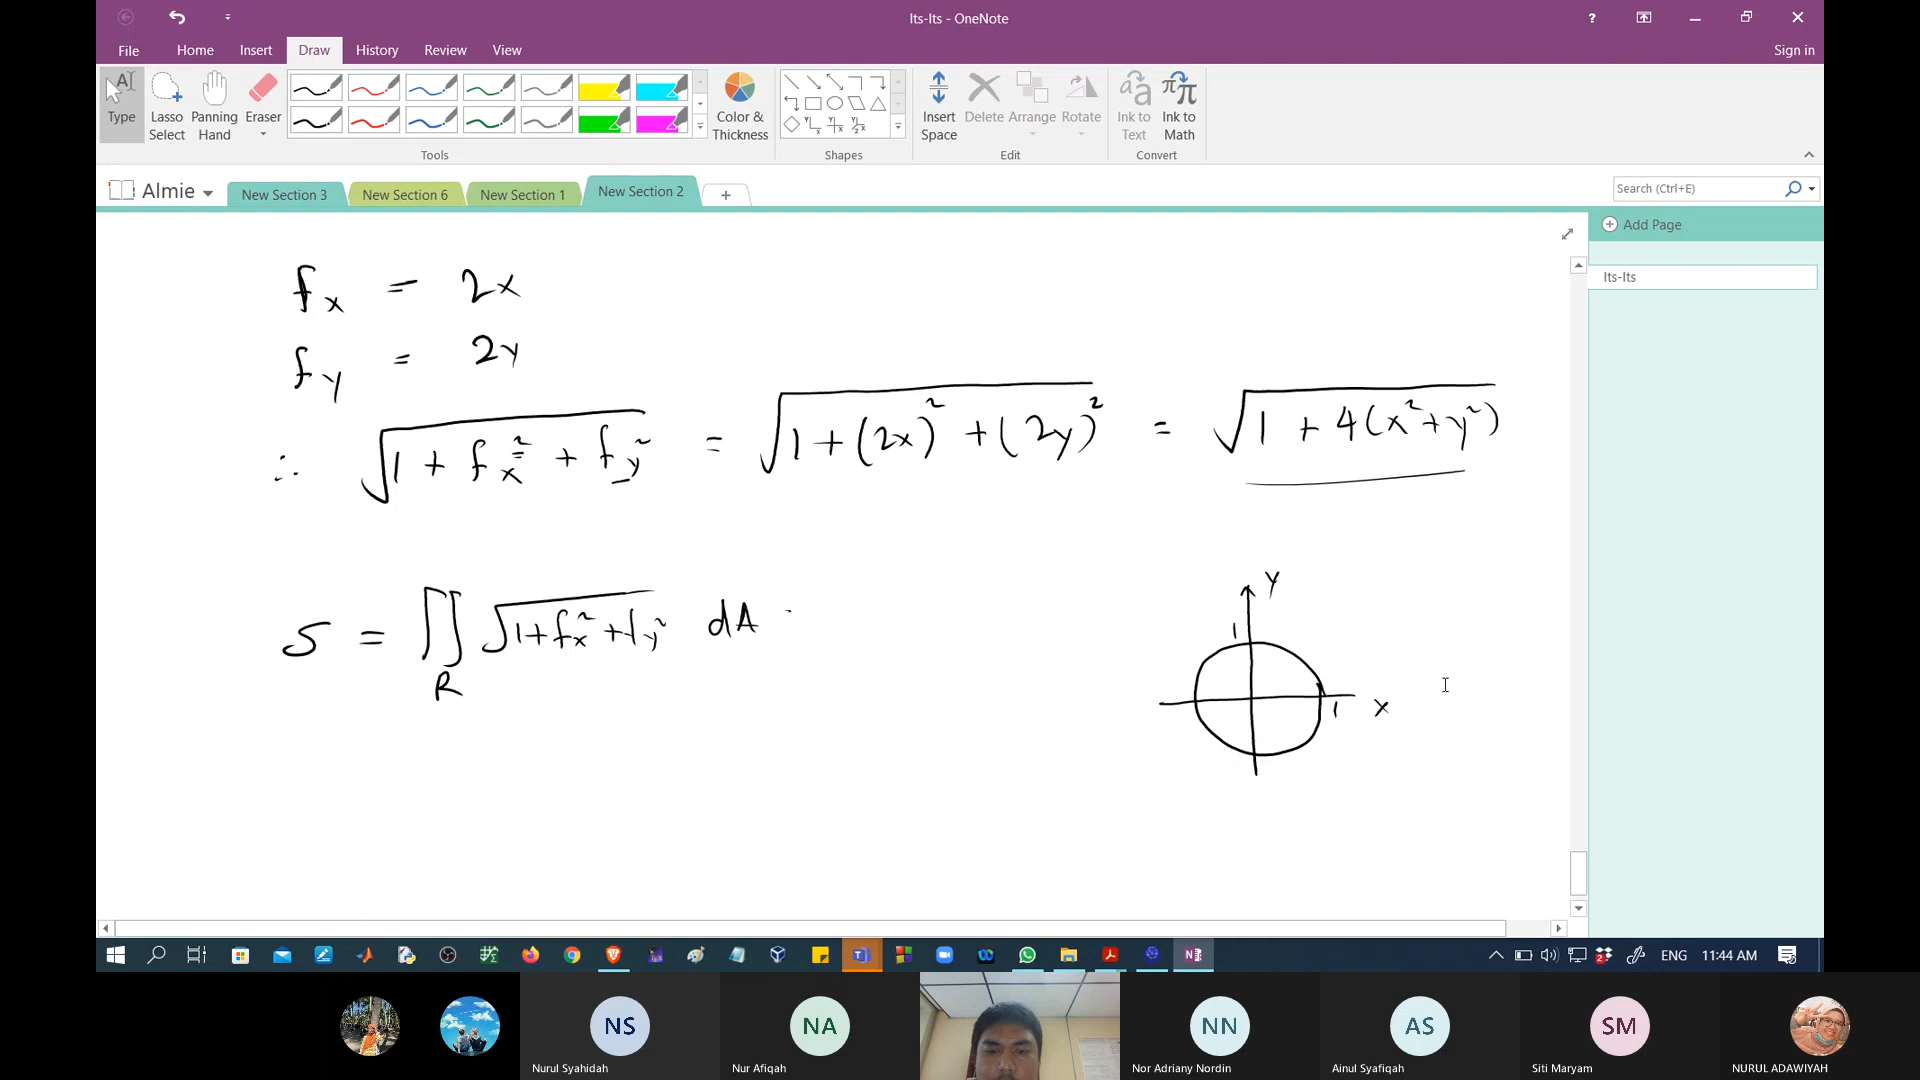 Its-Its - OneNote
?
File Home Insert Draw History Review View Sign in
Type Lasso Select Panning Hand Eraser Color & Thickness Insert Space Delete Arrange Rotate Ink to Text Ink to Math
Tools Shapes Edit Convert
Almie New Section 3 New Section 6 New Section 1 New Section 2 + Search (Ctrl+E)
Add Page
Its-Its
fx = 2x
fy = 2y
∴ √(1 + fx² + fy²) = √(1 + (2x)² + (2y)²) = √(1 + 4(x² + y²))
S = ∬R √(1 + fx² + fy²) dA
y
1
1 x
ENG 11:44 AM
NS NA NN AS SM
Nurul Syahidah Nur Afiqah Nor Adriany Nordin Ainul Syafiqah Siti Maryam NURUL ADAWIYAH